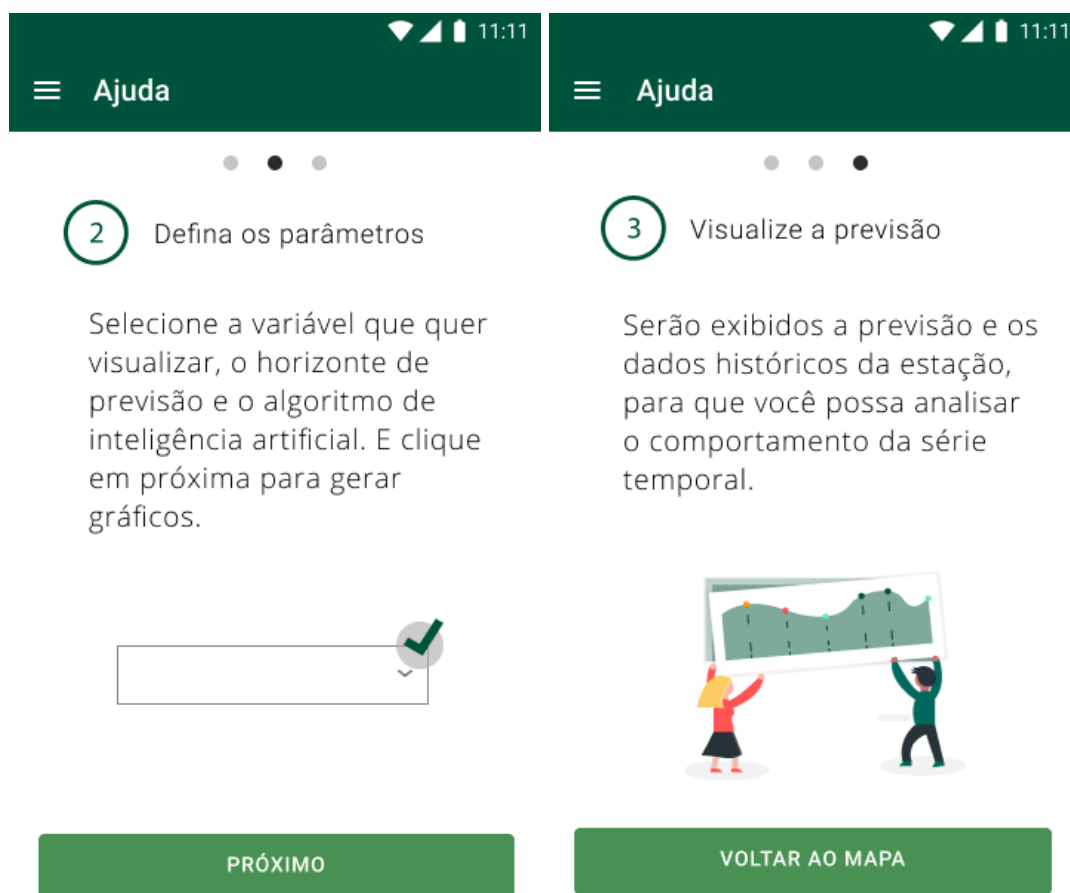 11:11
Ajuda
2 Defina os parâmetros
Selecione a variável que quer
visualizar, o horizonte de
previsão e o algoritmo de
inteligência artificial. E clique
em próxima para gerar
gráficos.
PRÓXIMO
11:11
Ajuda
3 Visualize a previsão
Serão exibidos a previsão e os
dados históricos da estação,
para que você possa analisar
o comportamento da série
temporal.
VOLTAR AO MAPA